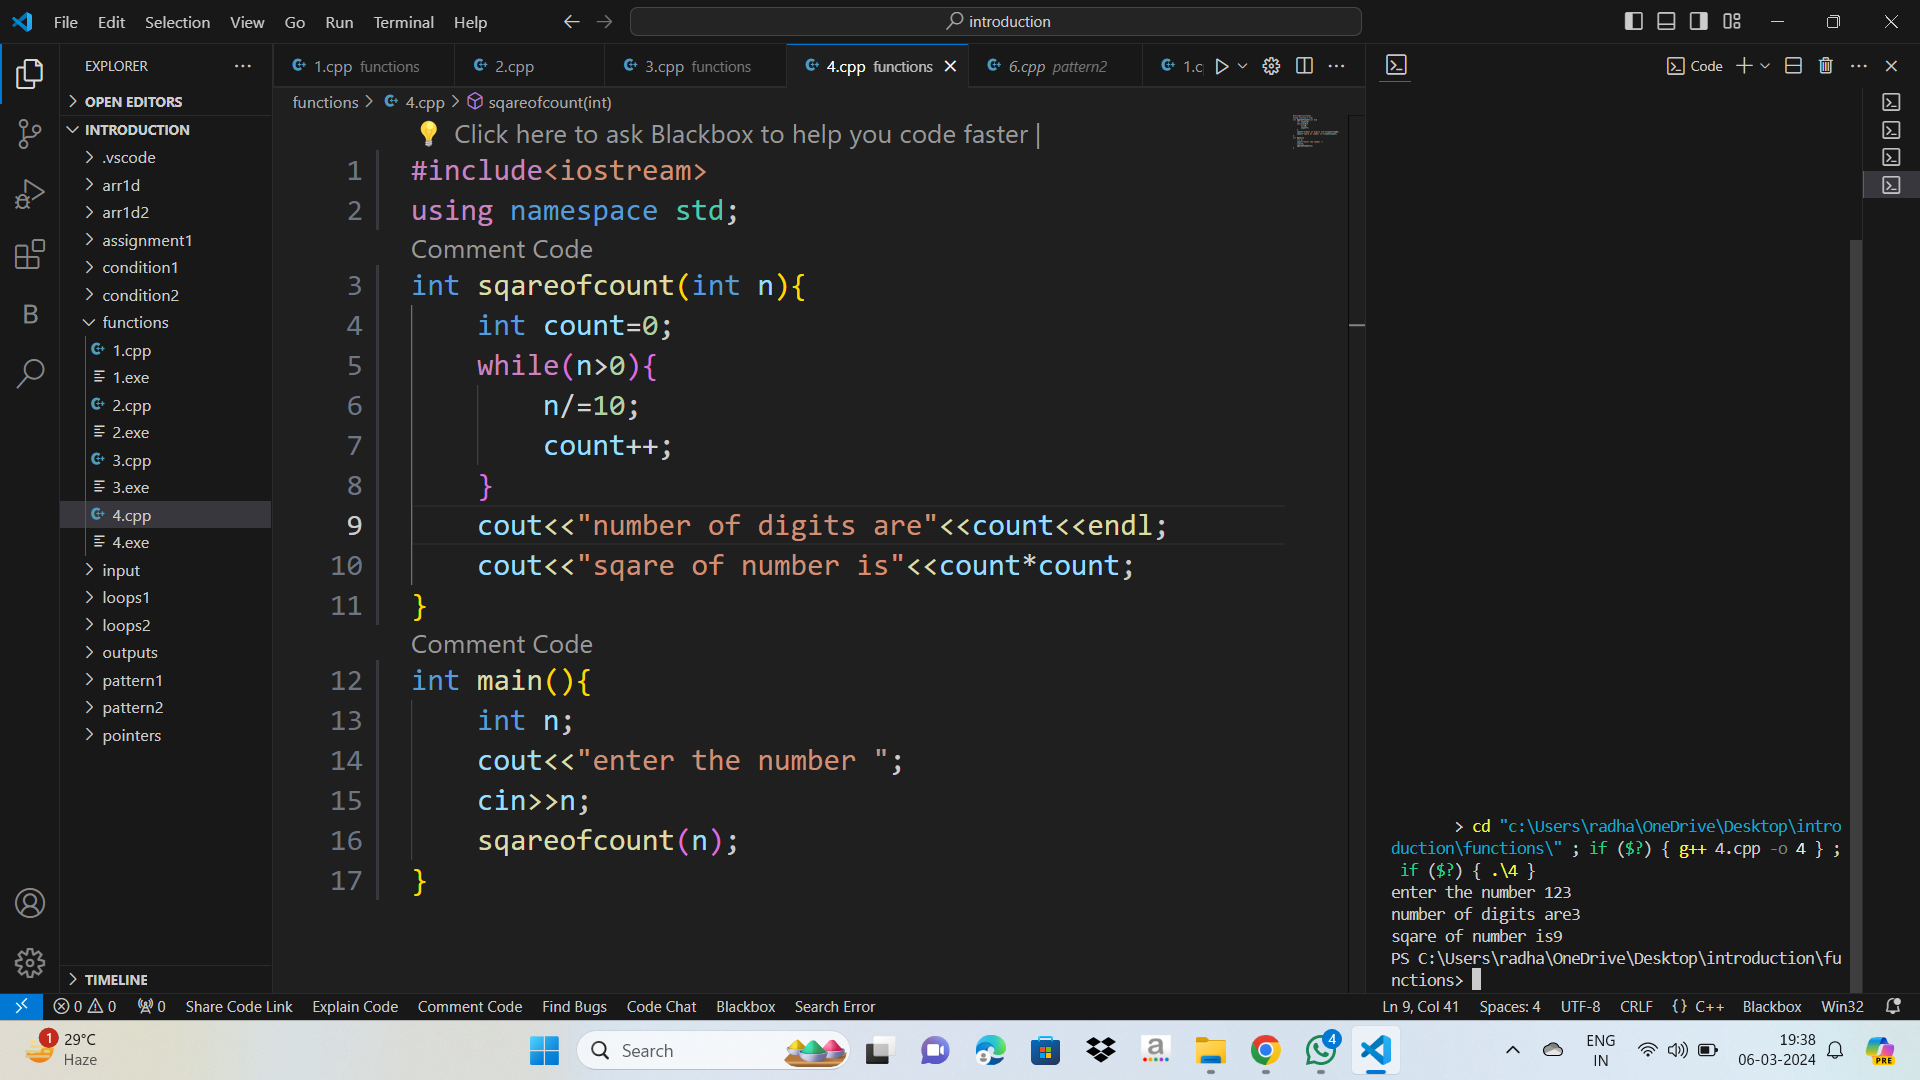 File Edit Selection View Go Run Terminal Help
introduction
EXPLORER
OPEN EDITORS
INTRODUCTION
.vscode
arr1d
arr1d2
assignment1
condition1
condition2
functions
1.cpp
1.exe
2.cpp
2.exe
3.cpp
3.exe
4.cpp
4.exe
input
loops1
loops2
outputs
pattern1
pattern2
pointers
TIMELINE
1.cpp functions 2.cpp 3.cpp functions 4.cpp functions 6.cpp pattern2 1.c
functions > 4.cpp > sqareofcount(int)
Click here to ask Blackbox to help you code faster |
1 #include<iostream>
2 using namespace std;
Comment Code
3 int sqareofcount(int n){
4 int count=0;
5 while(n>0){
6 n/=10;
7 count++;
8 }
9 cout<<"number of digits are"<<count<<endl;
10 cout<<"sqare of number is"<<count*count;
11 }
Comment Code
12 int main(){
13 int n;
14 cout<<"enter the number ";
15 cin>>n;
16 sqareofcount(n);
17 }
Code
> cd "c:\Users\radha\OneDrive\Desktop\intro
duction\functions\" ; if ($?) { g++ 4.cpp -o 4 } ;
if ($?) { .\4 }
enter the number 123
number of digits are3
sqare of number is9
PS C:\Users\radha\OneDrive\Desktop\introduction\fu
nctions>
0 0 0 Share Code Link Explain Code Comment Code Find Bugs Code Chat Blackbox Search Error
Ln 9, Col 41 Spaces: 4 UTF-8 CRLF {} C++ Blackbox Win32
1
29°C
Haze
B
Search
a
4
ENG
IN
19:38
06-03-2024
PRE